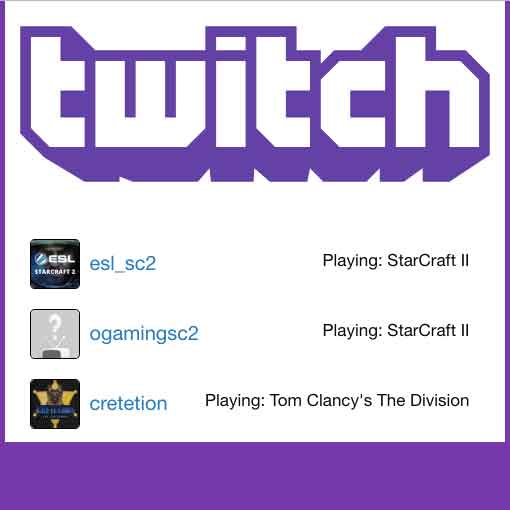 twitch
ESL
STARCRAFT 2
esl_sc2
Playing: StarCraft II
?
ogamingsc2
Playing: StarCraft II
cretetion
Playing: Tom Clancy's The Division